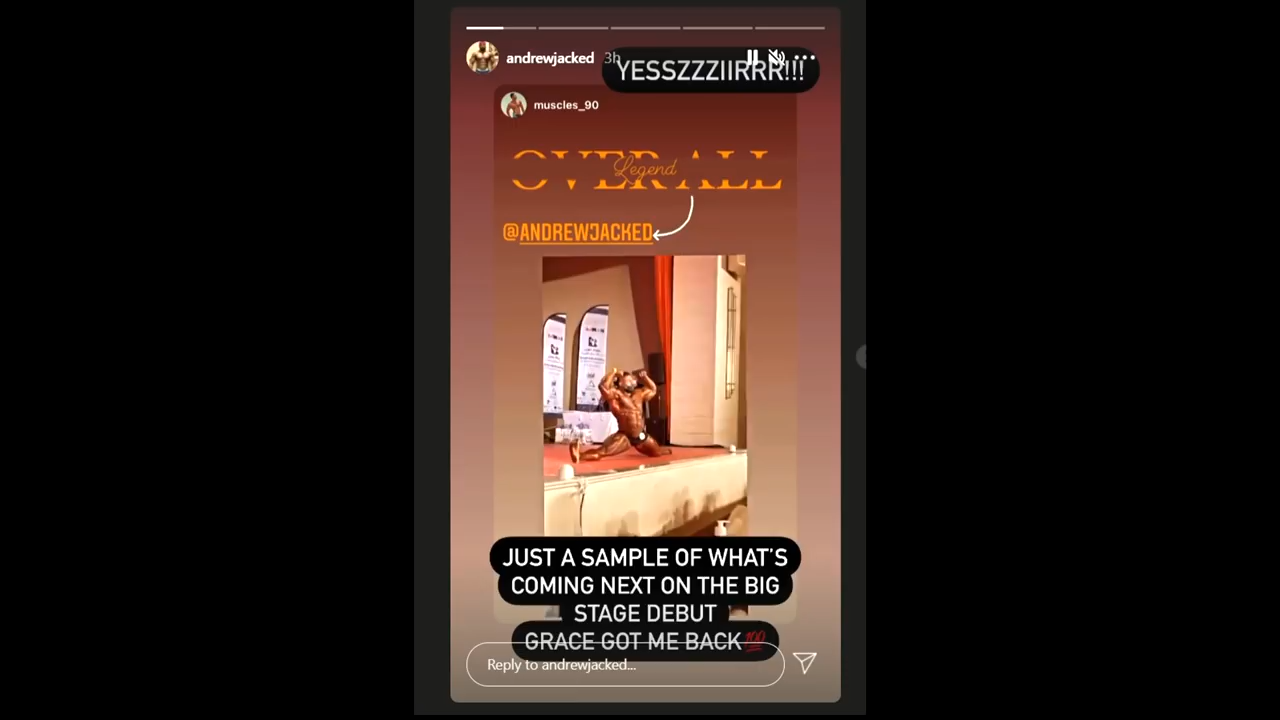 andrewjacked 3h
YESSZZZIIRRR!!!
muscles_90
OVERALL
Legend
@ANDREWJACKED
JUST A SAMPLE OF WHAT'S
COMING NEXT ON THE BIG
STAGE DEBUT
GRACE GOT ME BACK💯
Reply to andrewjacked...